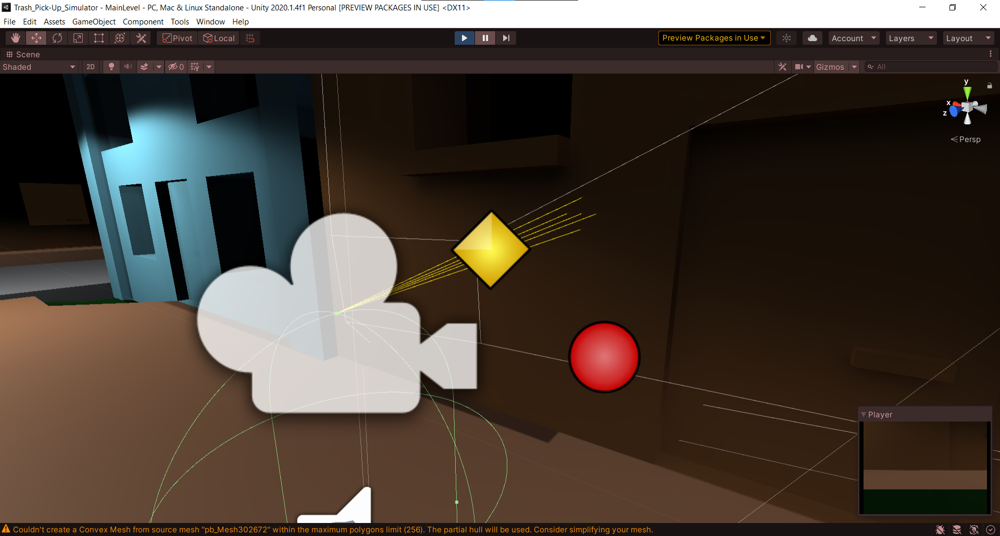 Trash_Pick-Up_Simulator - MainLevel - PC, Mac & Linux Standalone - Unity 2020.1.4f1 Personal [PREVIEW PACKAGES IN USE] <DX11>
File Edit Assets GameObject Component Tools Window Help
Pivot Local Preview Packages in Use Account Layers Layout
Scene
Shaded 2D 0 Gizmos All
y
x
z
Persp
Player
Couldn't create a Convex Mesh from source mesh "pb_Mesh302672" within the maximum polygons limit (256). The partial hull will be used. Consider simplifying your mesh.